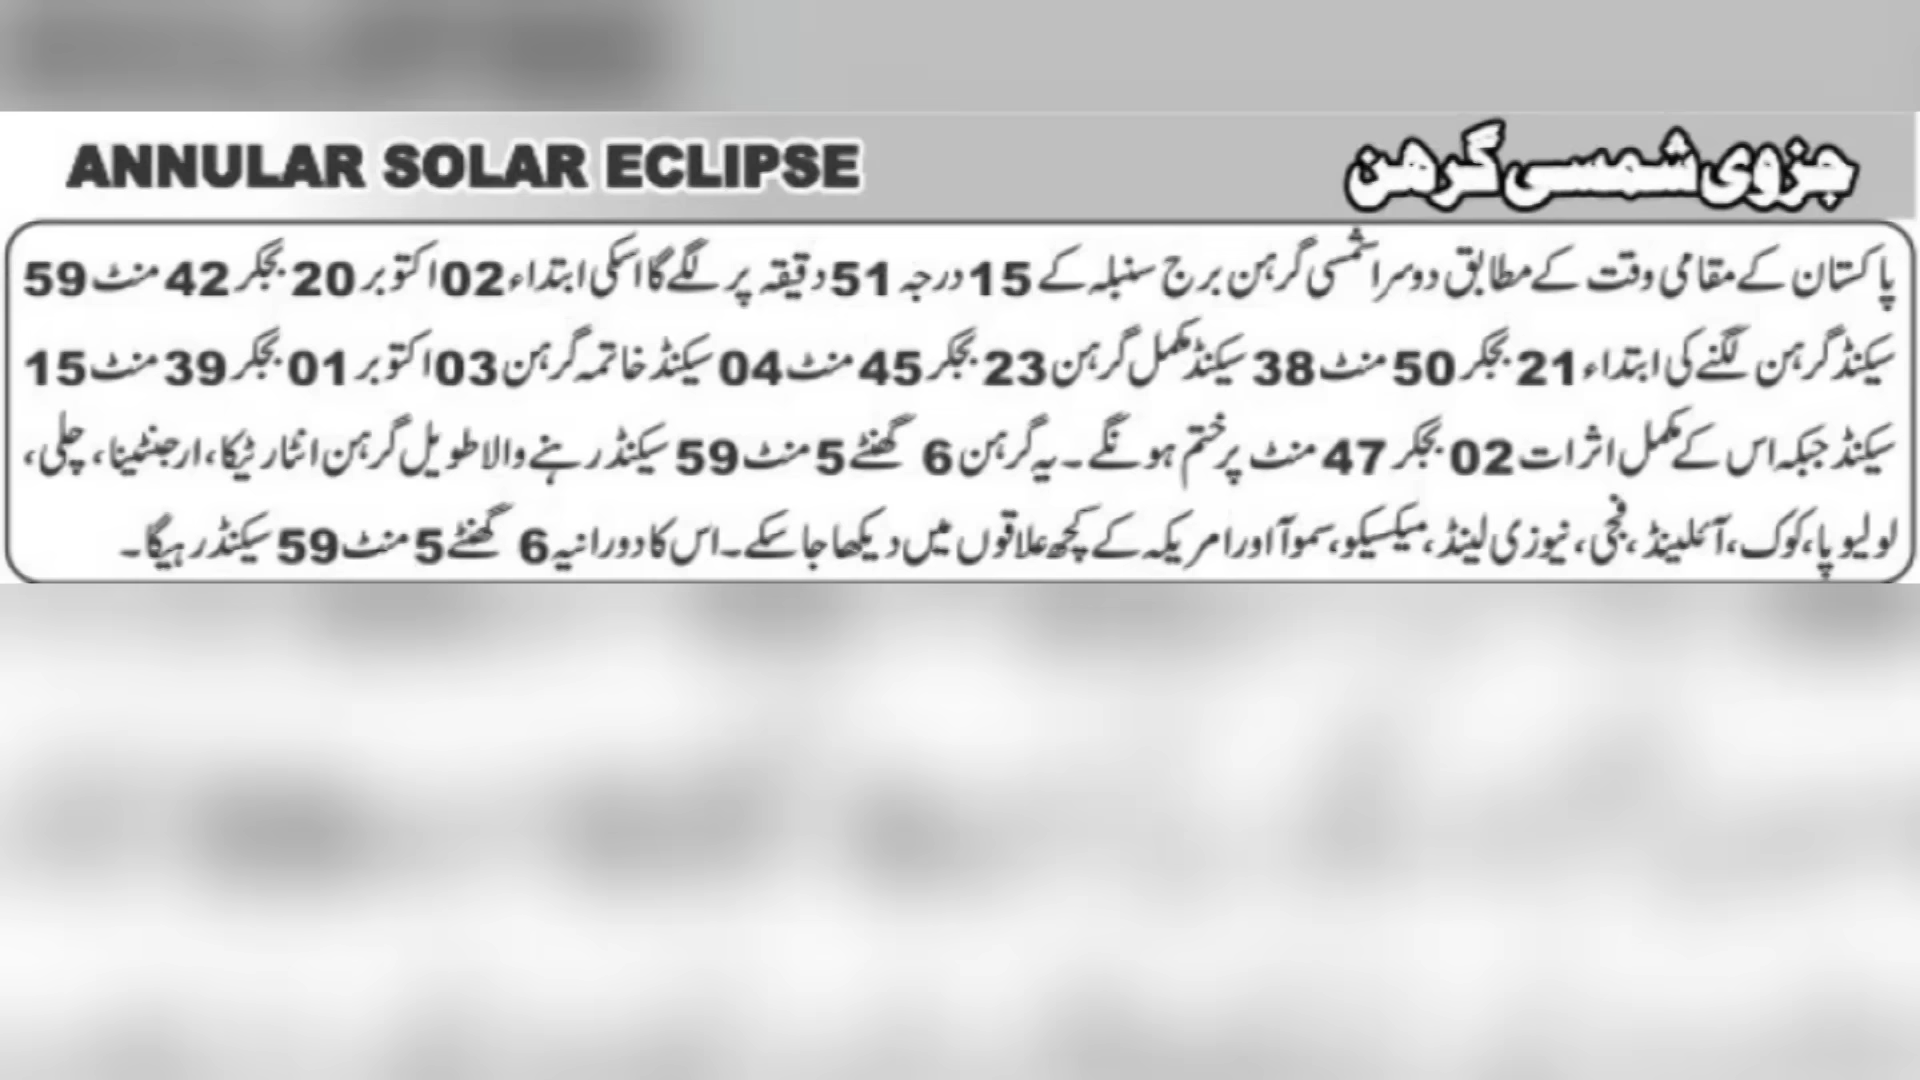 ANNULAR SOLAR ECLIPSE جزوی شمسی گرھن
پاکستان کے مقامی وقت کے مطابق دوسرا شمسی گرہن برج سنبلہ کے 15 درجہ 51 دقیقہ پر لگے گا اسکی ابتداء 02 اکتوبر 20 بجکر 42 منٹ 59
سیکنڈ گرہن لگنے کی ابتداء 21 بجکر 50 منٹ 38 سیکنڈ مکمل گرہن 23 بجکر 45 منٹ 04 سیکنڈ خاتمہ گرہن 03 اکتوبر 01 بجکر 39 منٹ 15
سیکنڈ جبکہ اس کے مکمل اثرات 02 بجکر 47 منٹ پر ختم ہونگے۔ یہ گرہن 6 گھنٹے 5 منٹ 59 سیکنڈ رہنے والا طویل گرہن انٹارٹیکا، ارجنٹینا، چلی،
لولیویا، کوک، آئلینڈ، فجی، نیوزی لینڈ، میکسیکو، سموآ اور امریکہ کے کچھ علاقوں میں دیکھا جاسکے۔ اس کا دورانیہ 6 گھنٹے 5 منٹ 59 سیکنڈ رہیگا۔